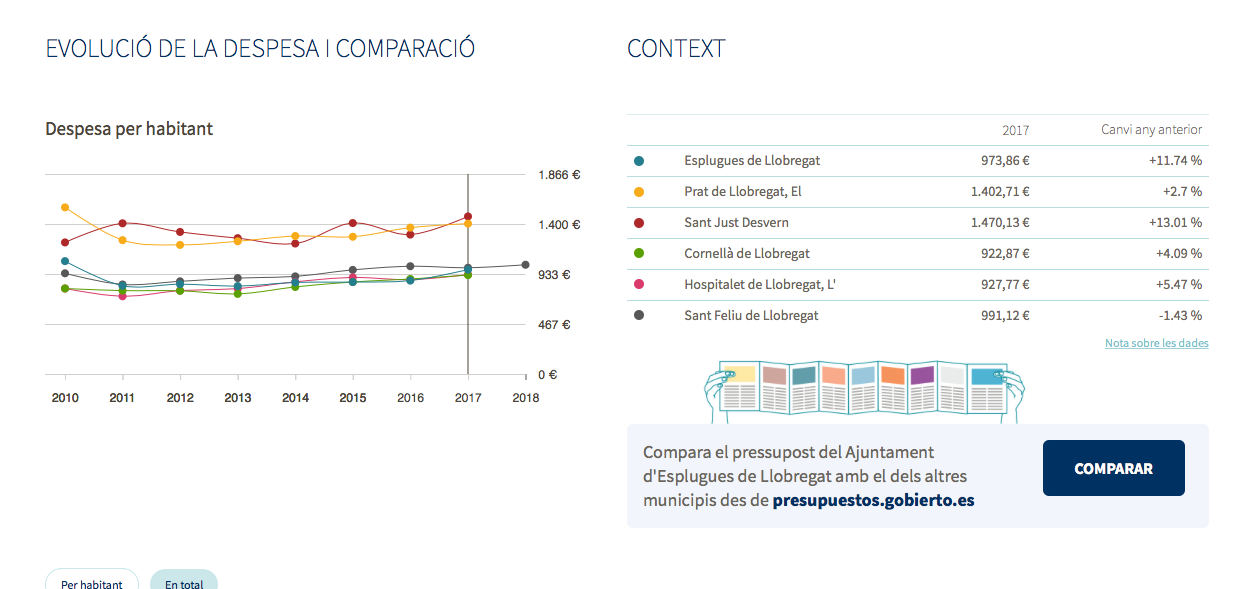 EVOLUCIÓ DE LA DESPESA I COMPARACIÓ
Despesa per habitant
1.866 €
1.400 €
933 €
467 €
0 €
2010 2011 2012 2013 2014 2015 2016 2017 2018
Per habitant En total
CONTEXT
2017 Canvi any anterior
Esplugues de Llobregat 973,86 € +11.74 %
Prat de Llobregat, El 1.402,71 € +2.7 %
Sant Just Desvern 1.470,13 € +13.01 %
Cornellà de Llobregat 922,87 € +4.09 %
Hospitalet de Llobregat, L' 927,77 € +5.47 %
Sant Feliu de Llobregat 991,12 € -1.43 %
Nota sobre les dades
Compara el pressupost del Ajuntament
d'Esplugues de Llobregat amb el dels altres
municipis des de presupuestos.gobierto.es
COMPARAR